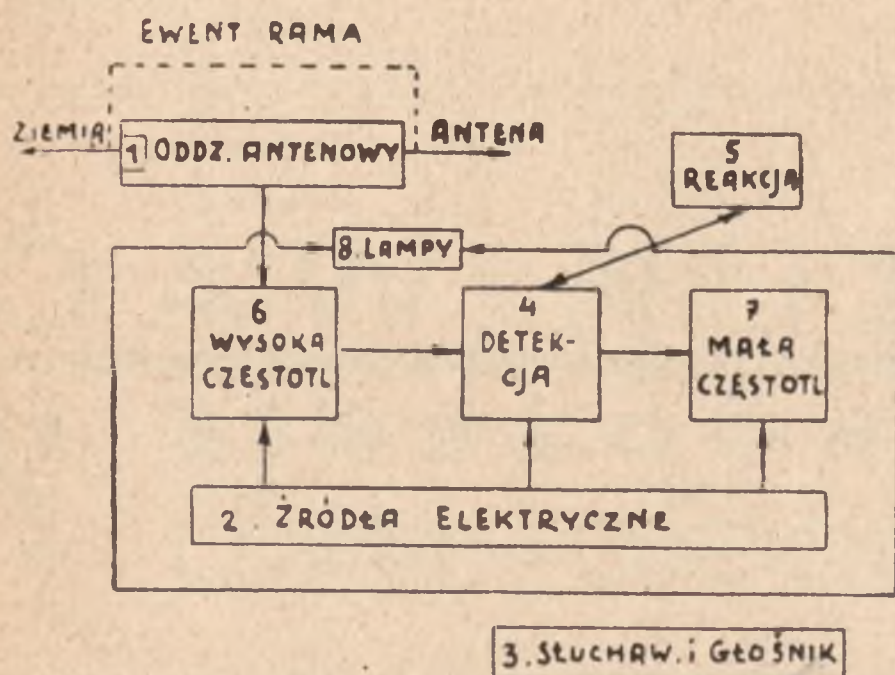 EWENT RAMA
ZIEMIA
1 ODDZ. ANTENOWY
ANTENA
5
REAKCJA
8. LAMPY
6
WYSOKA
CZĘSTOTL
4
DETEK-
CJA
7
MAŁA
CZĘSTOTL
2. ŹRÓDŁA ELEKTRYCZNE
3. SŁUCHAW. i GŁOŚNIK